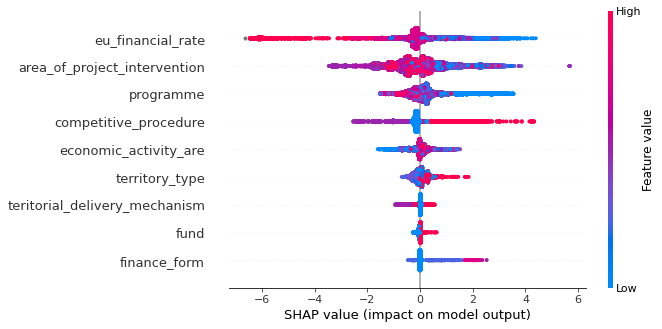 High
eu_financial_rate
area_of_project_intervention
programme
competitive_procedure
economic_activity_are
territory_type
teritorial_delivery_mechanism
fund
finance_form
Feature value
Low
−6 −4 −2 0 2 4 6
SHAP value (impact on model output)